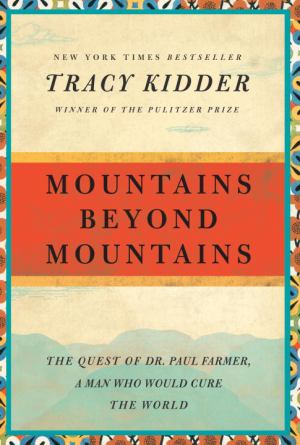 NEW YORK TIMES BESTSELLER
TRACY KIDDER
WINNER OF THE PULITZER PRIZE
MOUNTAINS
BEYOND
MOUNTAINS
THE QUEST OF DR. PAUL FARMER,
A MAN WHO WOULD CURE
THE WORLD